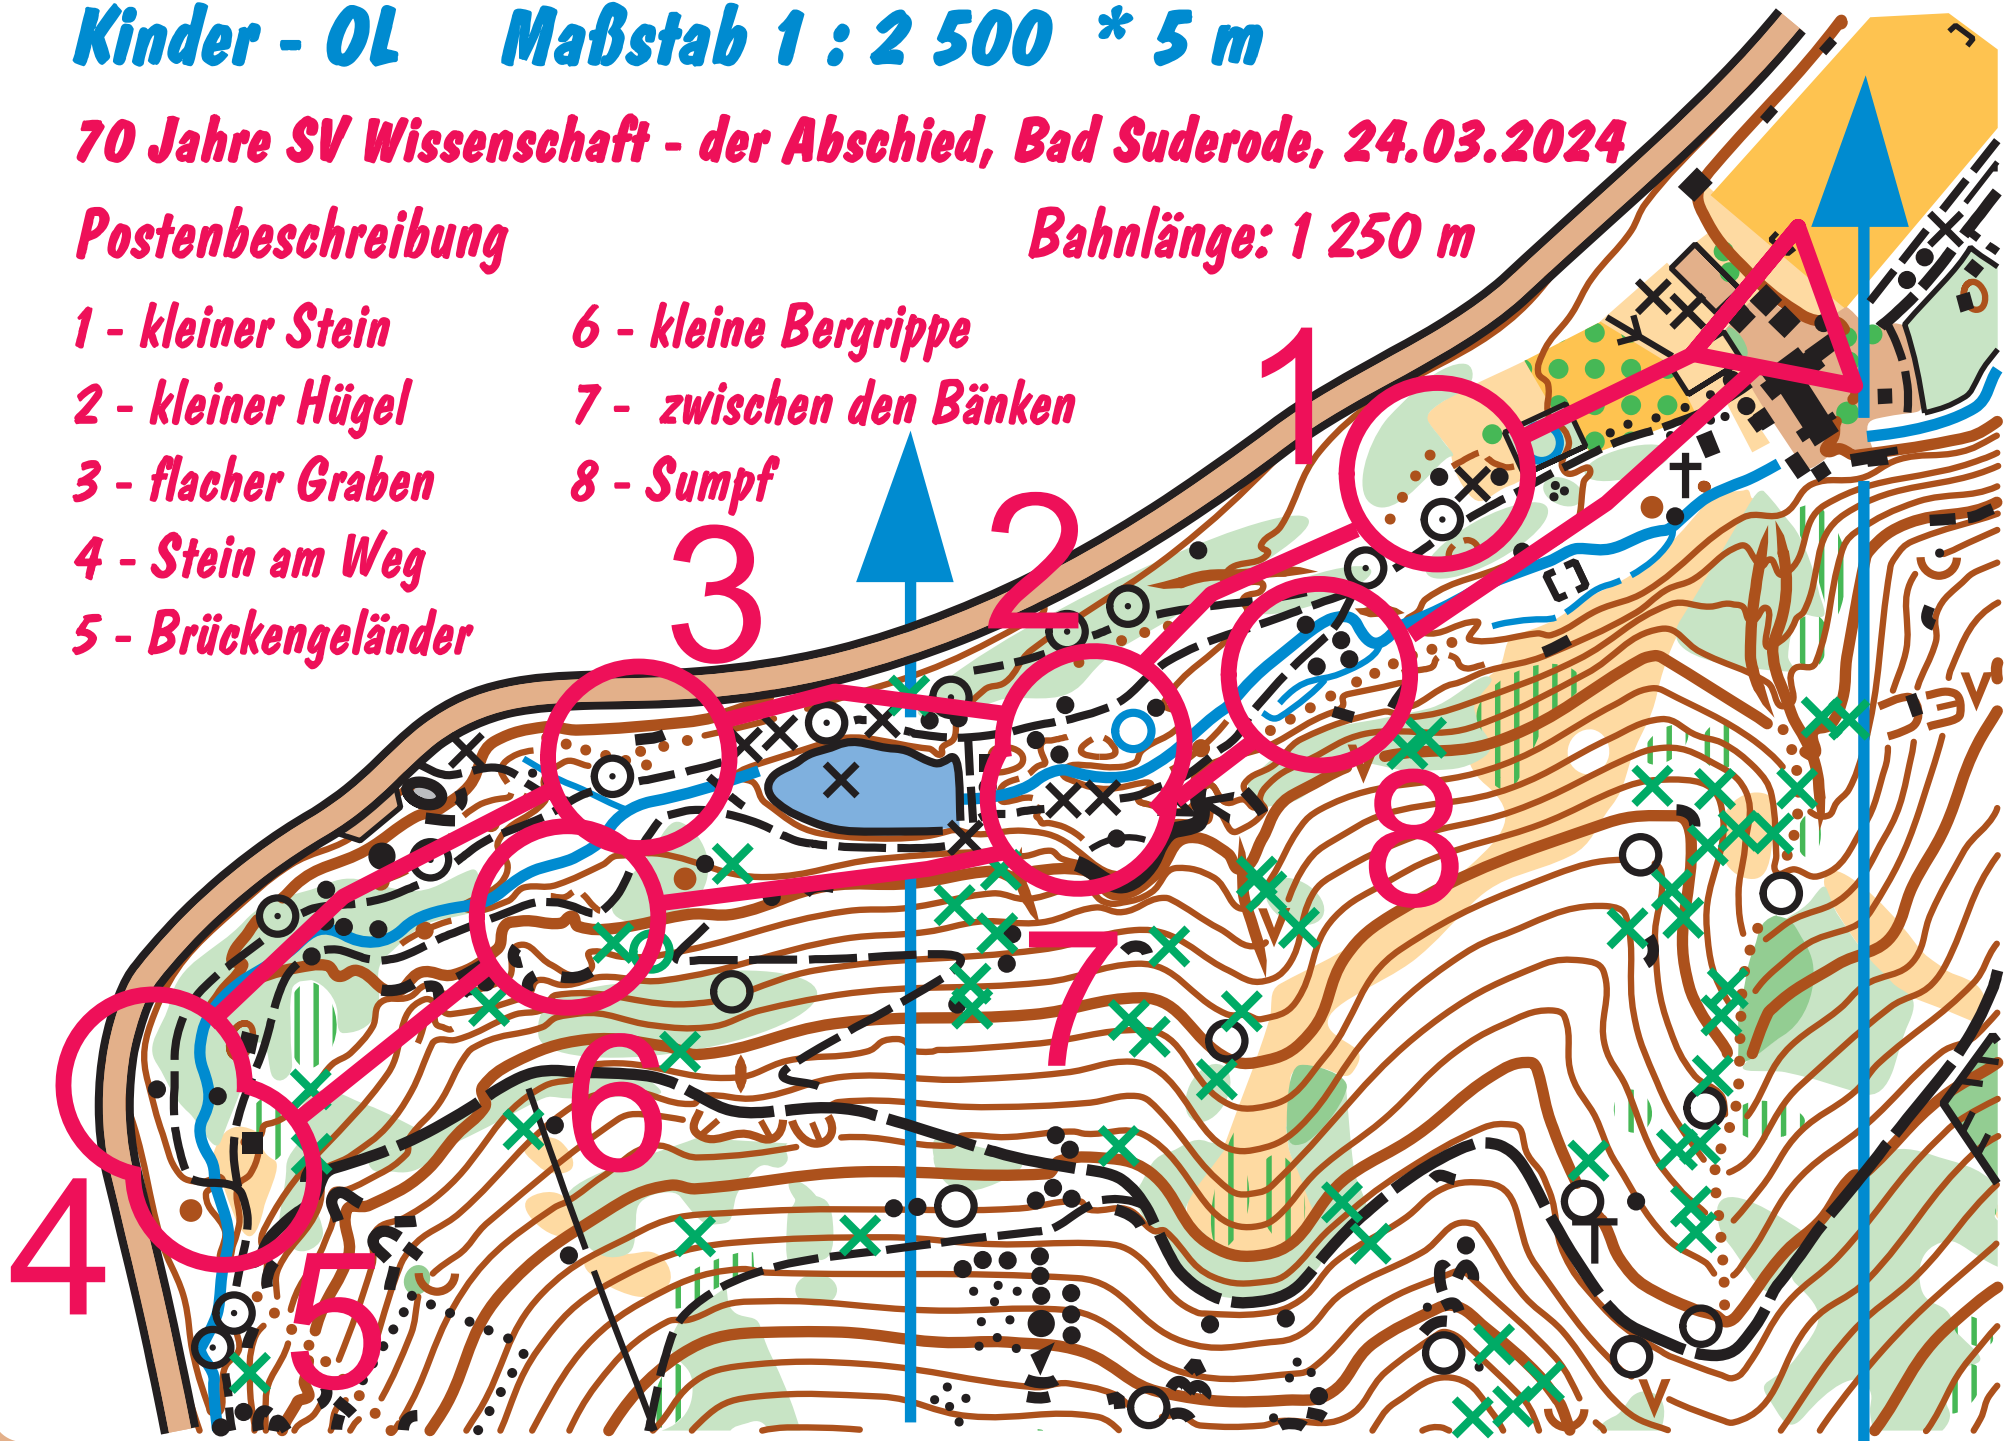 Kinder - OL Maßstab 1 : 2 500 * 5 m
70 Jahre SV Wissenschaft - der Abschied, Bad Suderode, 24.03.2024
Postenbeschreibung Bahnlänge: 1 250 m
1 - kleiner Stein 6 - kleine Bergrippe
2 - kleiner Hügel 7 - zwischen den Bänken
3 - flacher Graben 8 - Sumpf
4 - Stein am Weg
5 - Brückengeländer
1
2
3
8
7
6
4
5